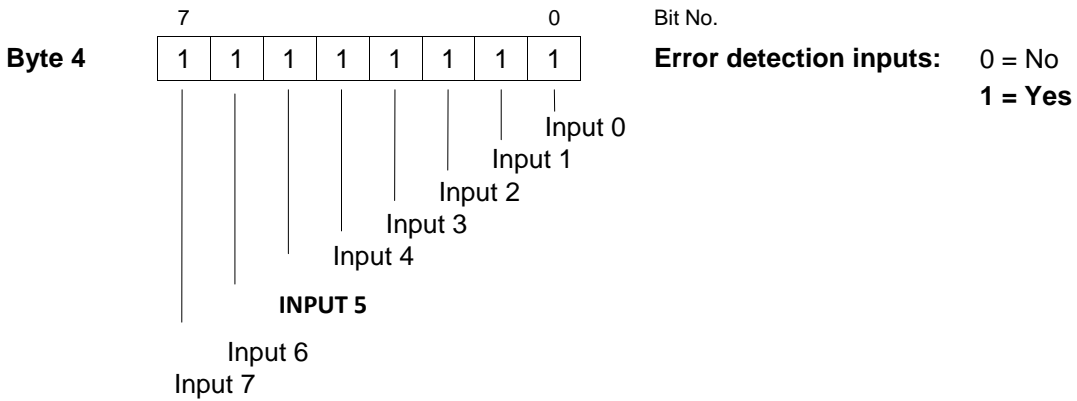 7 0 Bit No.
Byte 4 1 1 1 1 1 1 1 1 Error detection inputs: 0 = No
1 = Yes
Input 0
Input 1
Input 2
Input 3
Input 4
INPUT 5
Input 6
Input 7